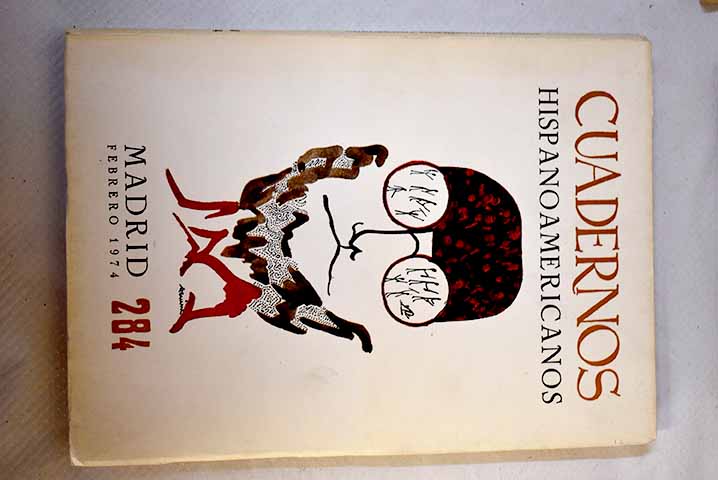 CUADERNOS
HISPANOAMERICANOS
MADRID
FEBRERO 1974
284